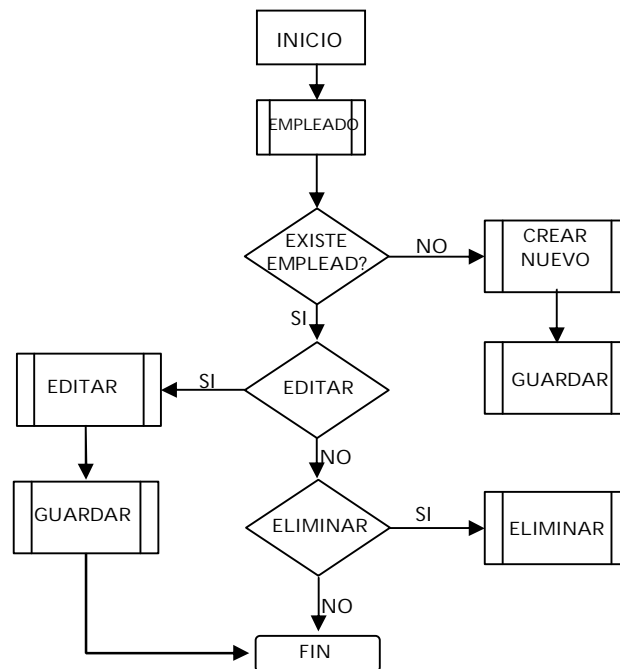 INICIO
EMPLEADO
EXISTE
EMPLEAD?
NO
CREAR
NUEVO
SI
GUARDAR
EDITAR
SI
EDITAR
NO
GUARDAR
ELIMINAR
SI
ELIMINAR
NO
FIN